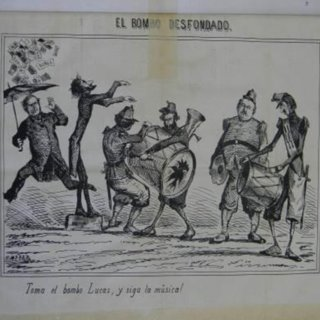 EL BOMBO DESFONDADO.
Toma el bombo Lucas, y siga la música!